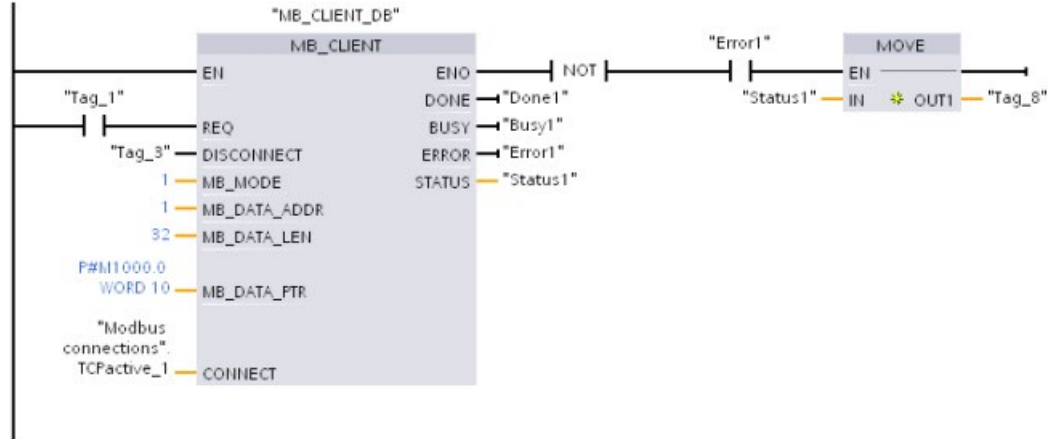 "MB_CLIENT_DB"
MB_CLIENT
"Error1"
MOVE
EN
ENO
NOT
EN
"Tag_1"
DONE
"Done1"
"Status1"
IN
OUT1
"Tag_8"
REQ
BUSY
"Busy1"
"Tag_3"
DISCONNECT
ERROR
"Error1"
1
MB_MODE
STATUS
"Status1"
1
MB_DATA_ADDR
32
MB_DATA_LEN
P#M1000.0
WORD 10
MB_DATA_PTR
"Modbus
connections".
TCPactive_1
CONNECT